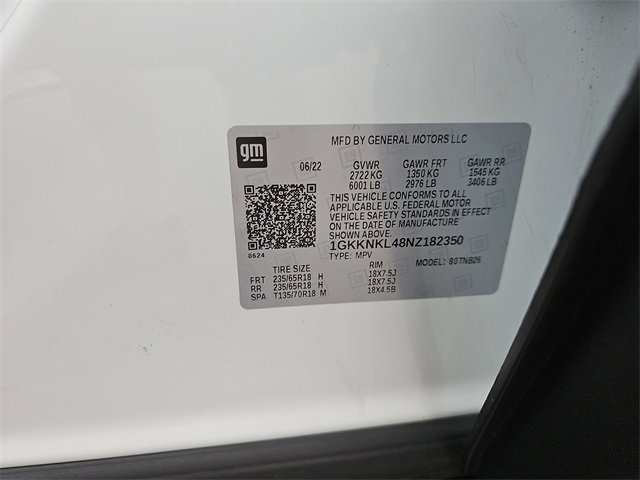 gm
MFD BY GENERAL MOTORS LLC
06/22 GVWR GAWR FRT GAWR RR
2722 KG 1350 KG 1545 KG
6001 LB 2976 LB 3406 LB
THIS VEHICLE CONFORMS TO ALL
APPLICABLE U.S. FEDERAL MOTOR
VEHICLE SAFETY STANDARDS IN EFFECT
ON THE DATE OF MANUFACTURE
SHOWN ABOVE.
1GKKNKL48NZ182350
8624
TYPE: MPV MODEL: 80TNB26
TIRE SIZE RIM
FRT 235/65R18 H 18X7.5J
RR 235/65R18 H 18X7.5J
SPA T135/70R18 M 18X4.5B